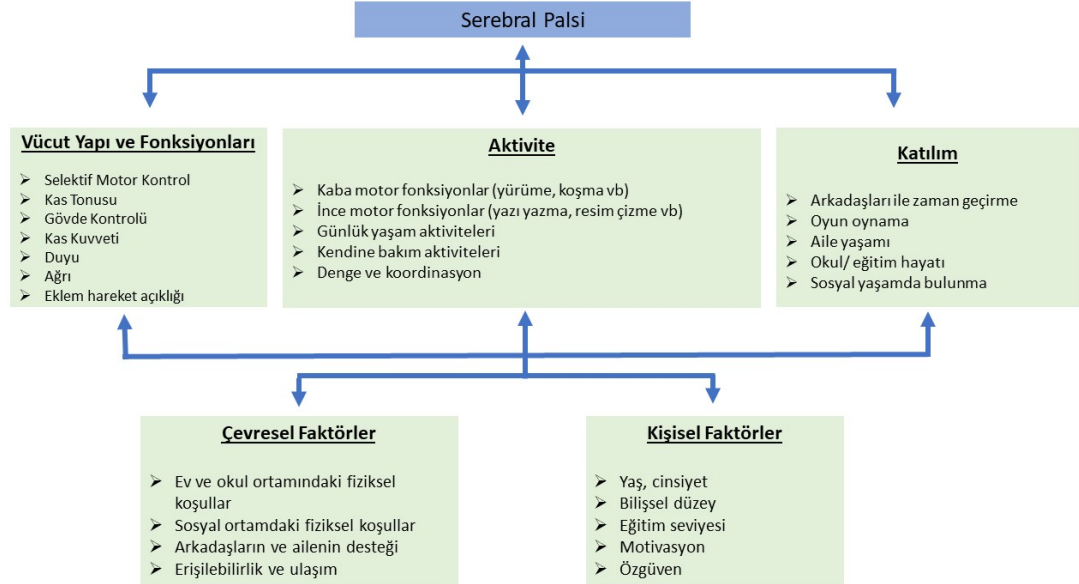 Serebral Palsi
Vücut Yapı ve Fonksiyonları
➢ Selektif Motor Kontrol
➢ Kas Tonusu
➢ Gövde Kontrolü
➢ Kas Kuvveti
➢ Duyu
➢ Ağrı
➢ Eklem hareket açıklığı
Aktivite
➢ Kaba motor fonksiyonlar (yürüme, koşma vb)
➢ İnce motor fonksiyonlar (yazı yazma, resim çizme vb)
➢ Günlük yaşam aktiviteleri
➢ Kendine bakım aktiviteleri
➢ Denge ve koordinasyon
Katılım
➢ Arkadaşları ile zaman geçirme
➢ Oyun oynama
➢ Aile yaşamı
➢ Okul/ eğitim hayatı
➢ Sosyal yaşamda bulunma
Çevresel Faktörler
➢ Ev ve okul ortamındaki fiziksel
koşullar
➢ Sosyal ortamdaki fiziksel koşullar
➢ Arkadaşların ve ailenin desteği
➢ Erişilebilirlik ve ulaşım
Kişisel Faktörler
➢ Yaş, cinsiyet
➢ Bilişsel düzey
➢ Eğitim seviyesi
➢ Motivasyon
➢ Özgüven